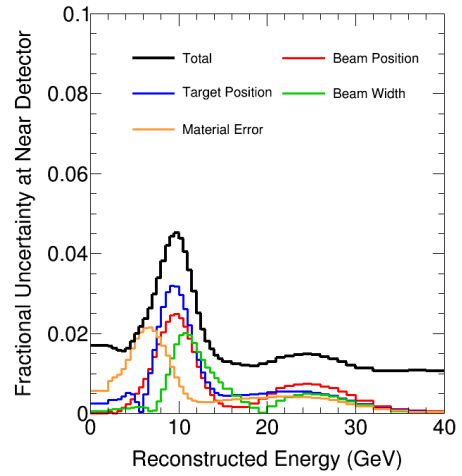 0.1
0.08
0.06
0.04
0.02
0
Fractional Uncertainty at Near Detector
Total
Beam Position
Target Position
Beam Width
Material Error
0 10 20 30 40
Reconstructed Energy (GeV)